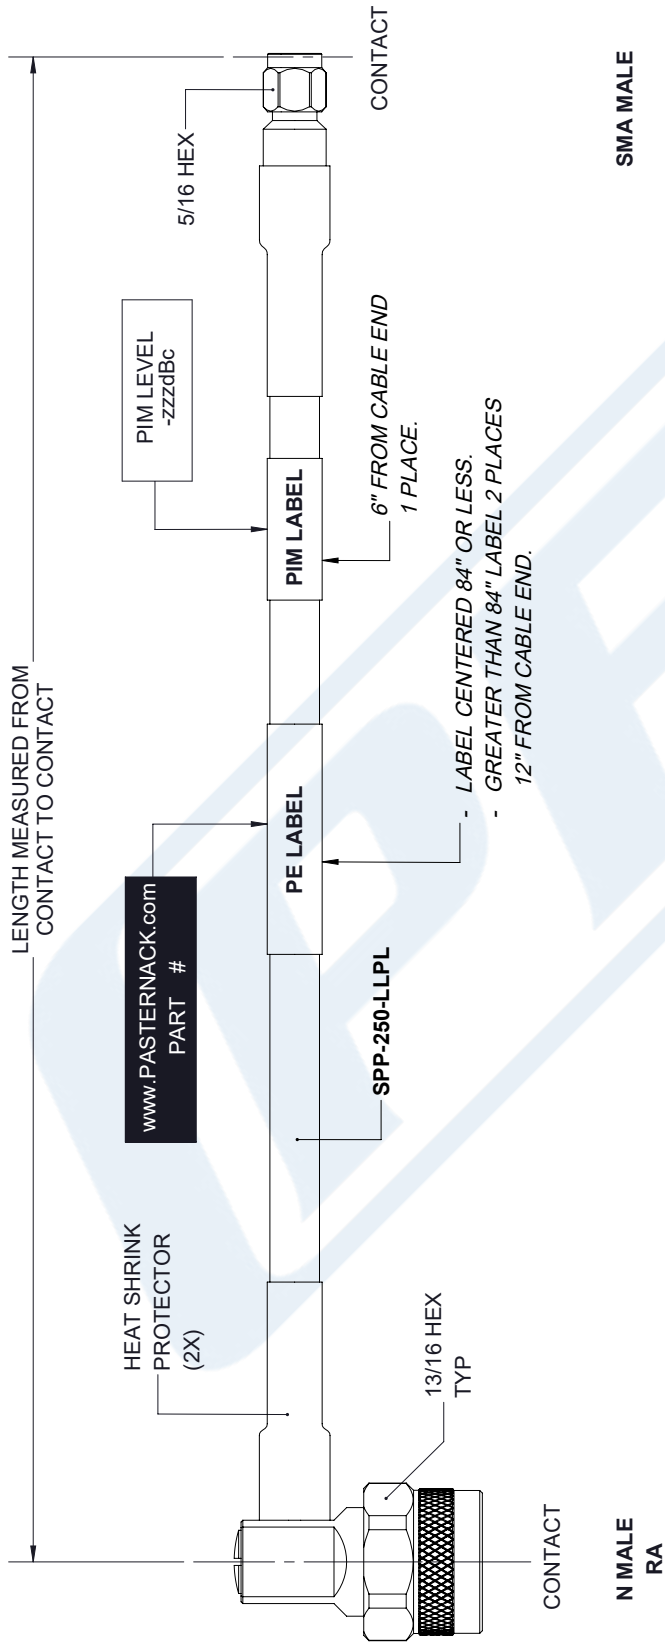 LENGTH MEASURED FROM
CONTACT TO CONTACT
HEAT SHRINK
PROTECTOR
(2X)
www.PASTERNACK.com
PART #
PIM LEVEL
-zzzdBc
5/16 HEX
PE LABEL
PIM LABEL
CONTACT
6" FROM CABLE END
1 PLACE.
13/16 HEX
TYP
SPP-250-LLPL
- LABEL CENTERED 84" OR LESS.
- GREATER THAN 84" LABEL 2 PLACES
12" FROM CABLE END.
CONTACT
N MALE
RA
SMA MALE